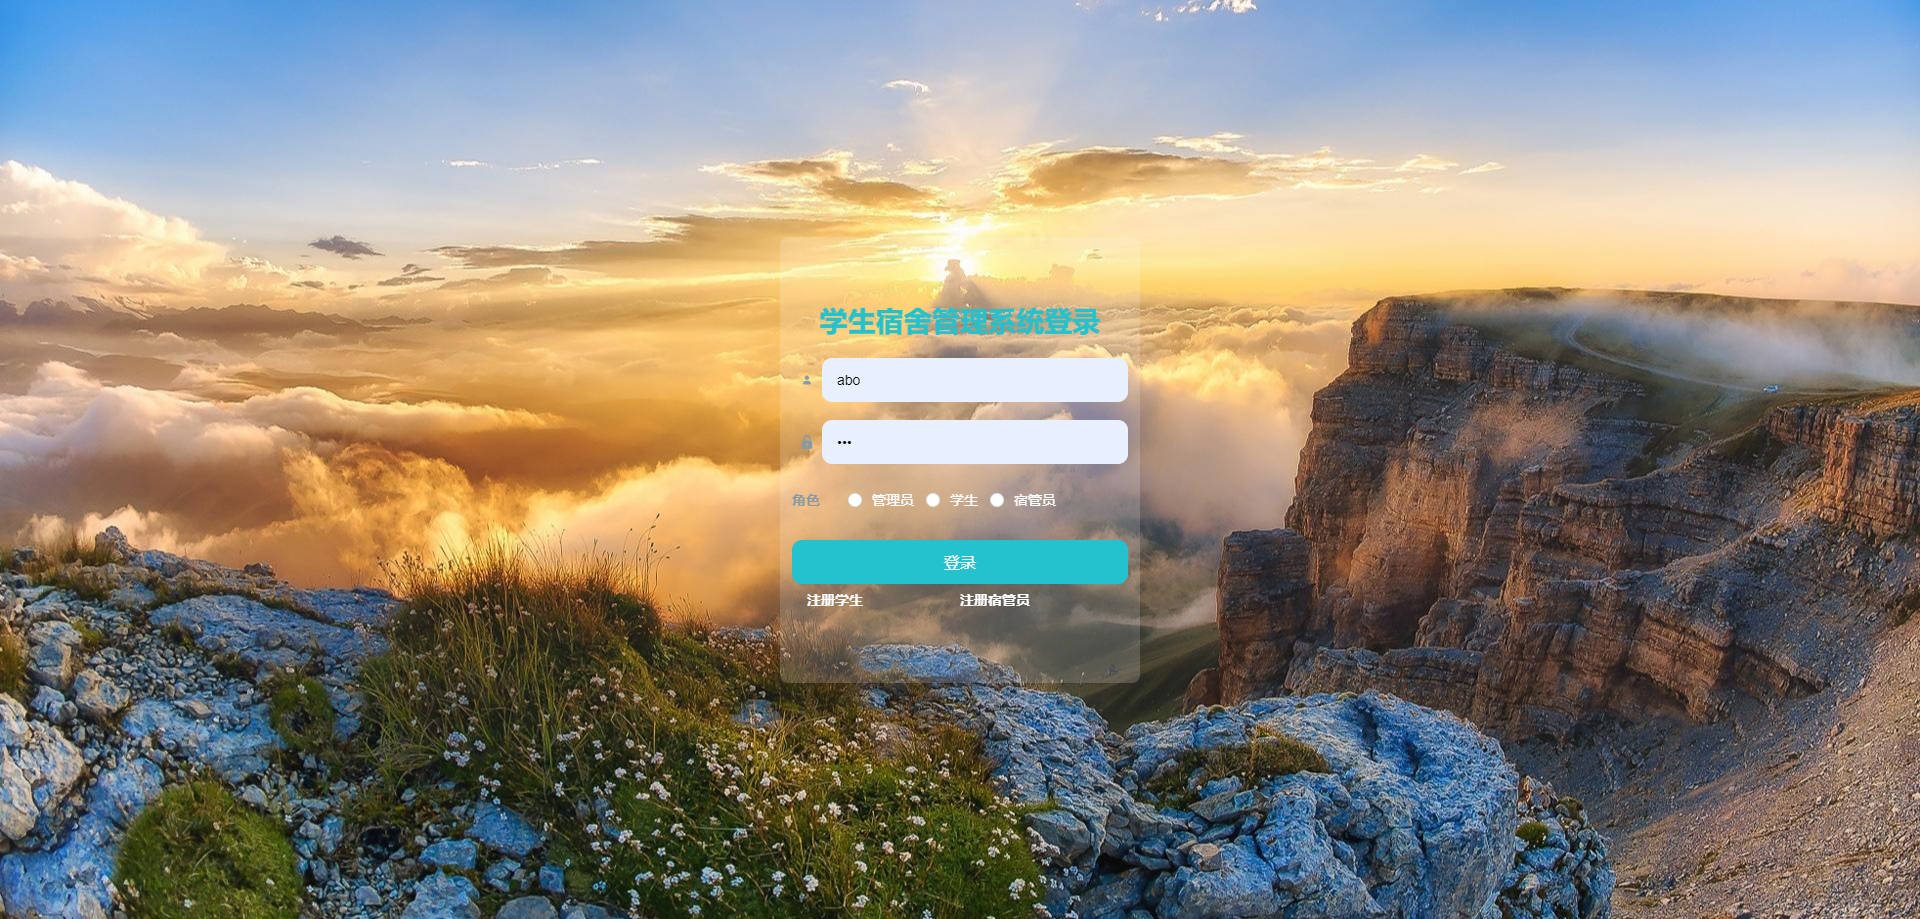 学生宿舍管理系统登录
abo
•••
角色 管理员 学生 宿管员
登录
注册学生 注册宿管员